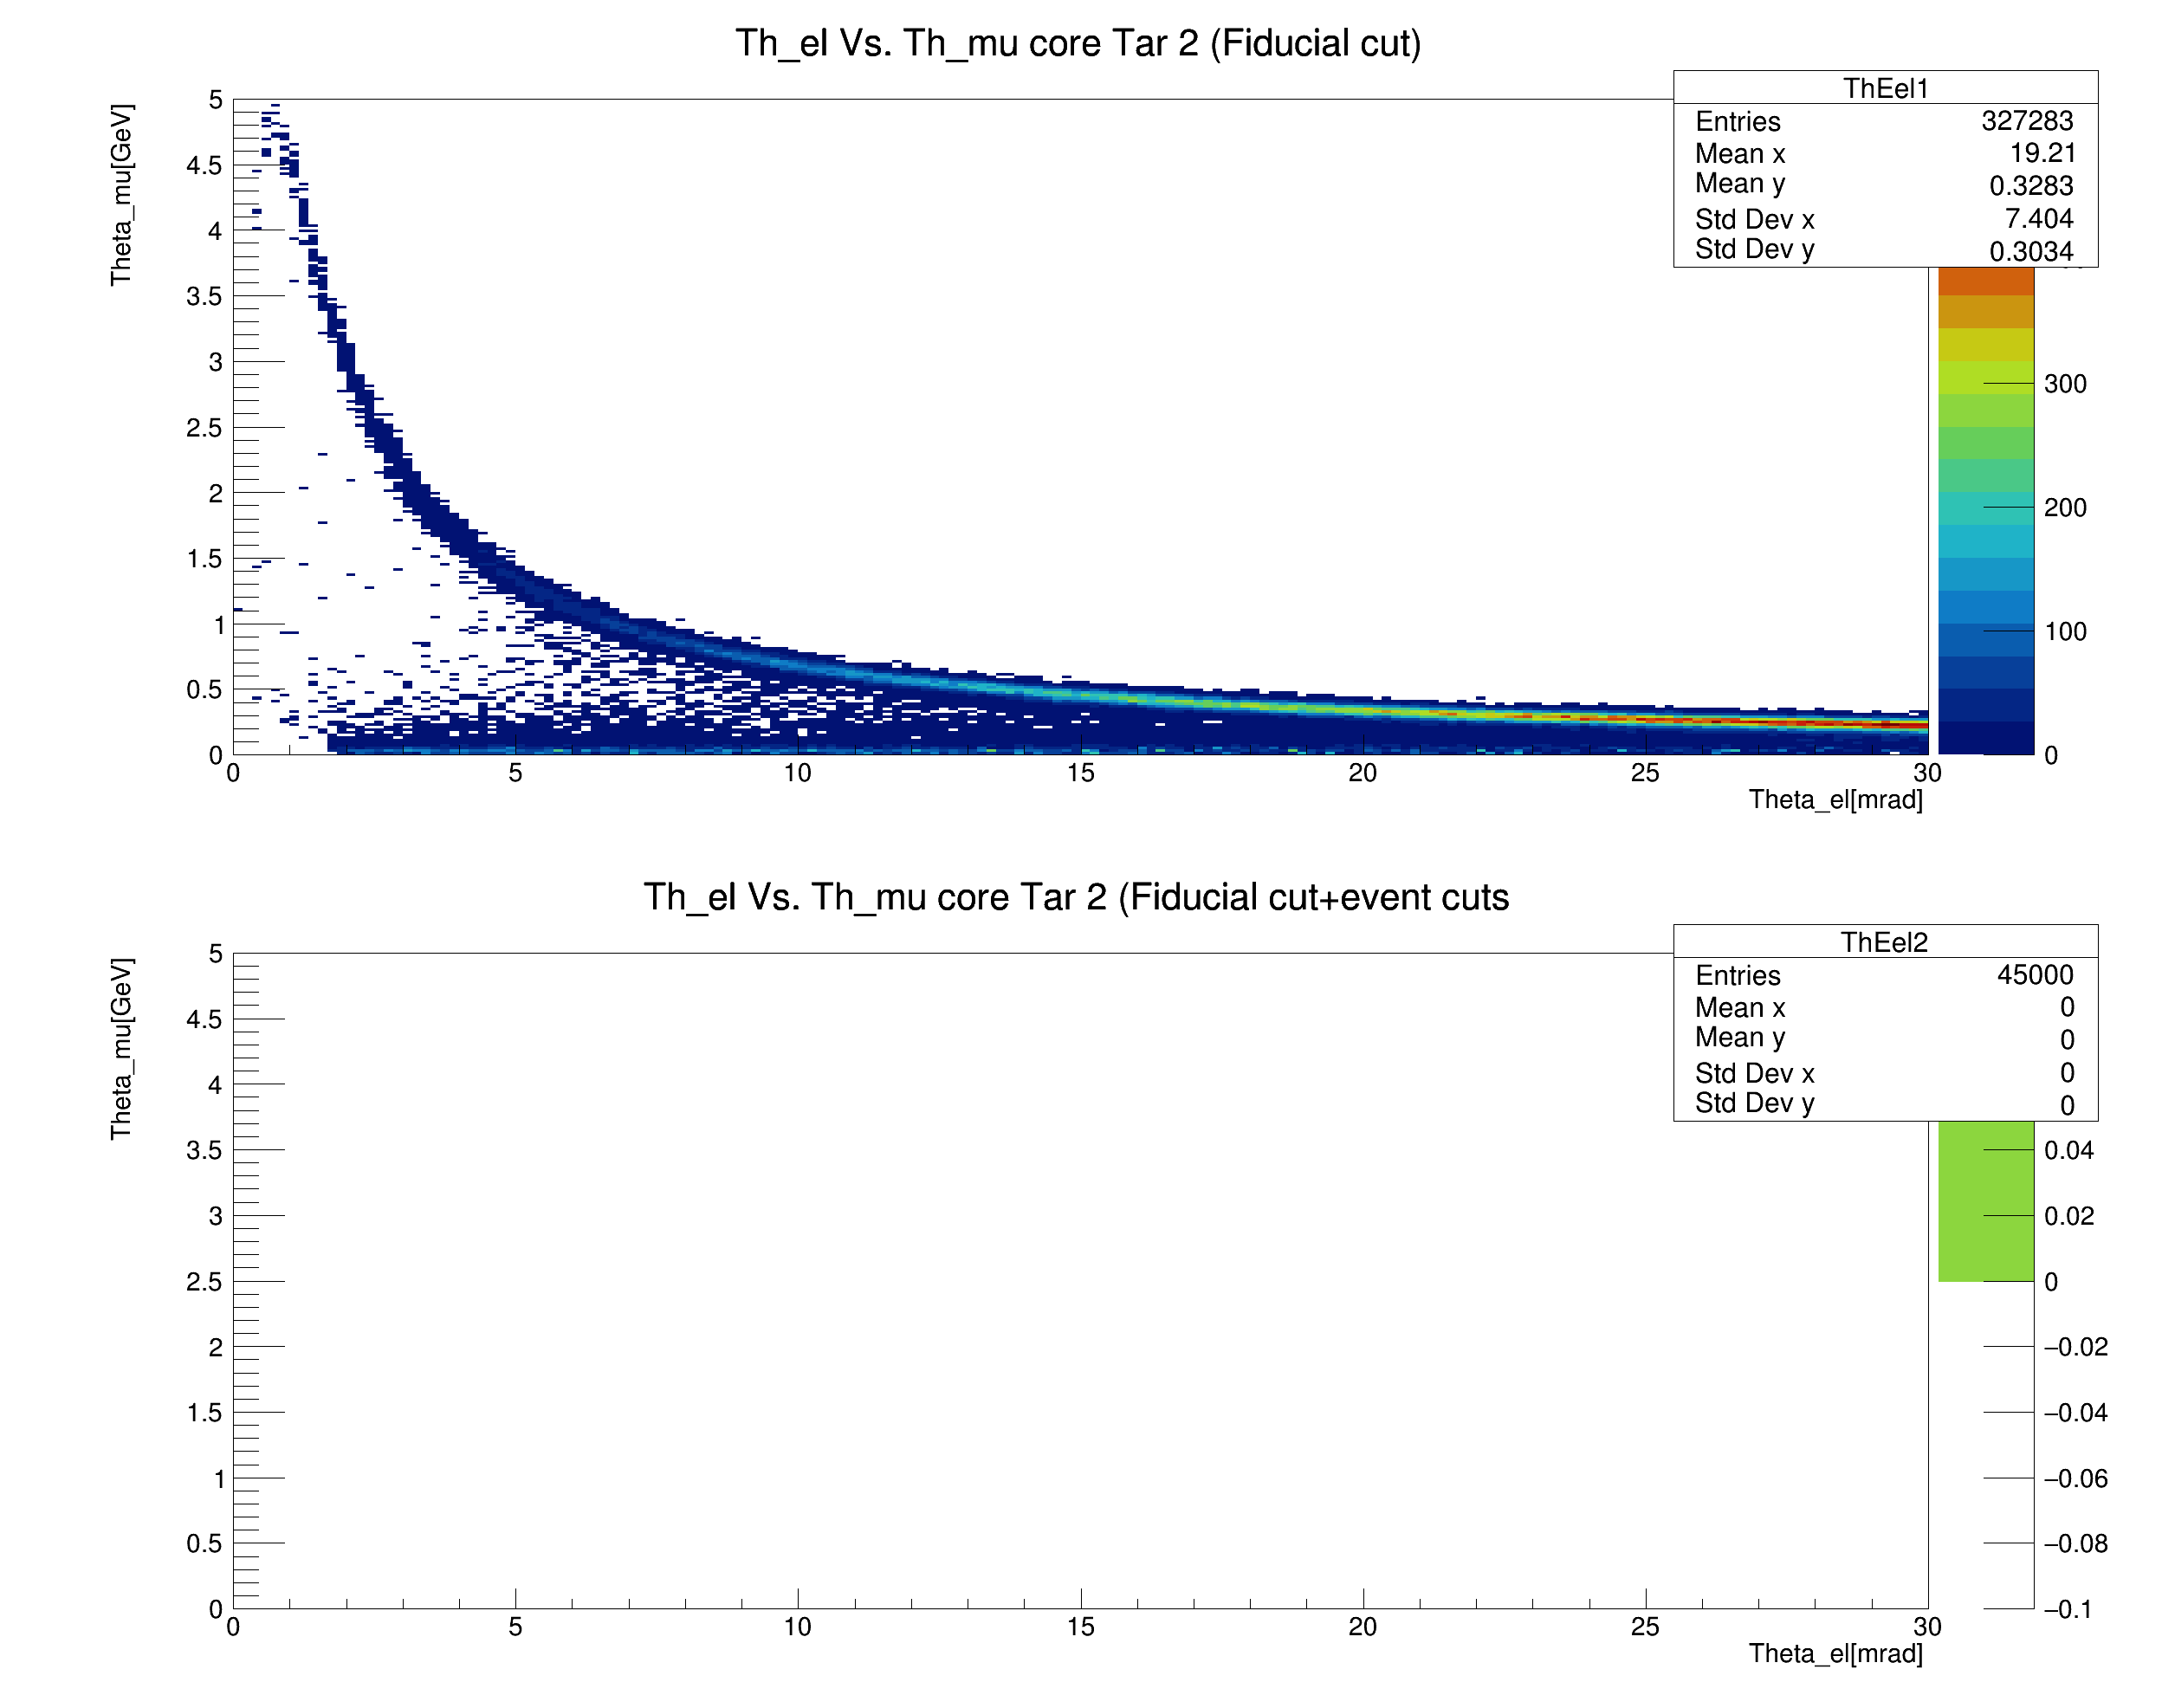 Th_el Vs. Th_mu core Tar 2 (Fiducial cut)
Theta_mu[GeV]
ThEel1
Entries 327283
Mean x 19.21
Mean y 0.3283
Std Dev x 7.404
Std Dev y 0.3034
5
4.5
4
3.5
3
2.5
2
1.5
1
0.5
0
0 5 10 15 20 25 30
Theta_el[mrad]
300
200
100
0
Th_el Vs. Th_mu core Tar 2 (Fiducial cut+event cuts
Theta_mu[GeV]
ThEel2
Entries 45000
Mean x 0
Mean y 0
Std Dev x 0
Std Dev y 0
5
4.5
4
3.5
3
2.5
2
1.5
1
0.5
0
0 5 10 15 20 25 30
Theta_el[mrad]
0.04
0.02
0
−0.02
−0.04
−0.06
−0.08
−0.1